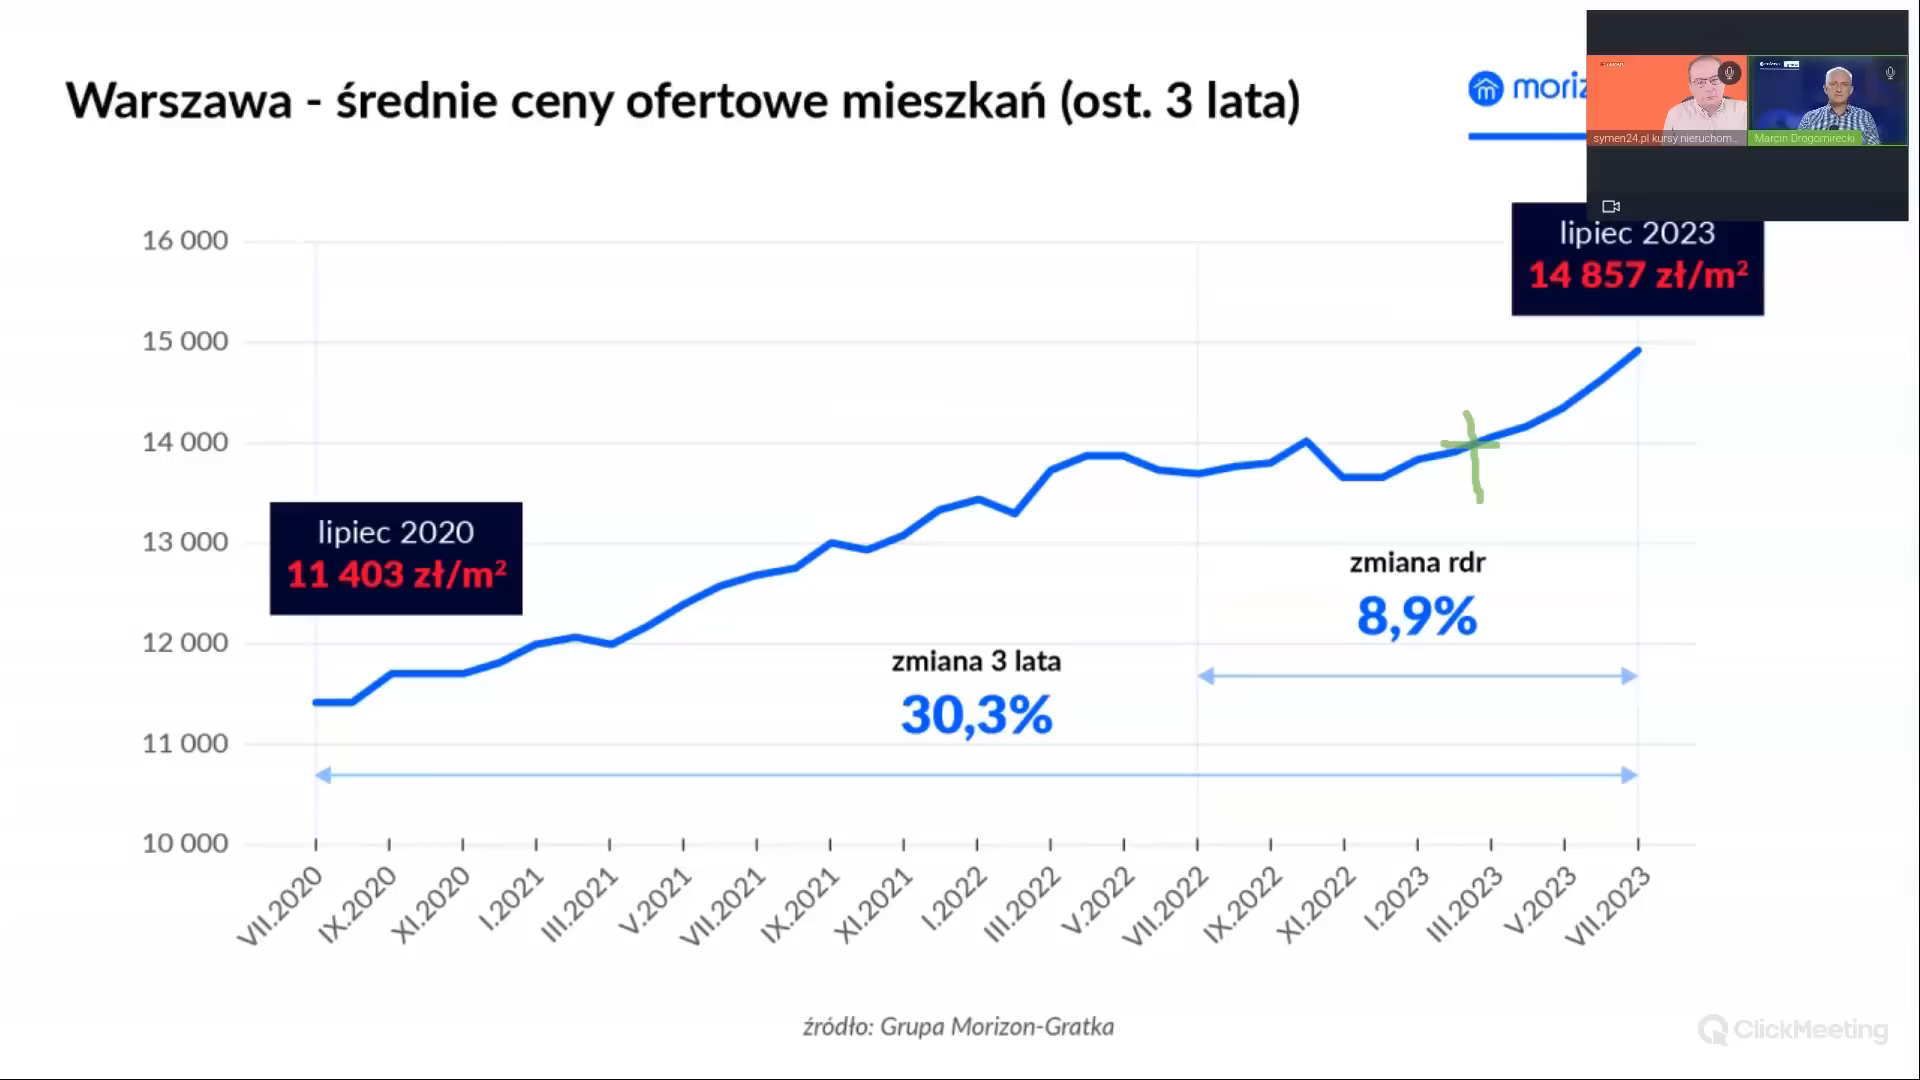 Warszawa - średnie ceny ofertowe mieszkań (ost. 3 lata)
moriz
symen24.pl kursy nieruchom...
Marcin Drogomirecki
lipiec 2023
14 857 zł/m²
16 000
15 000
14 000
13 000
12 000
11 000
10 000
lipiec 2020
11 403 zł/m²
zmiana rdr
8,9%
zmiana 3 lata
30,3%
VII.2020
IX.2020
XI.2020
I.2021
III.2021
V.2021
VII.2021
IX.2021
XI.2021
I.2022
III.2022
V.2022
VII.2022
IX.2022
XI.2022
I.2023
III.2023
V.2023
VII.2023
źródło: Grupa Morizon-Gratka
ClickMeeting